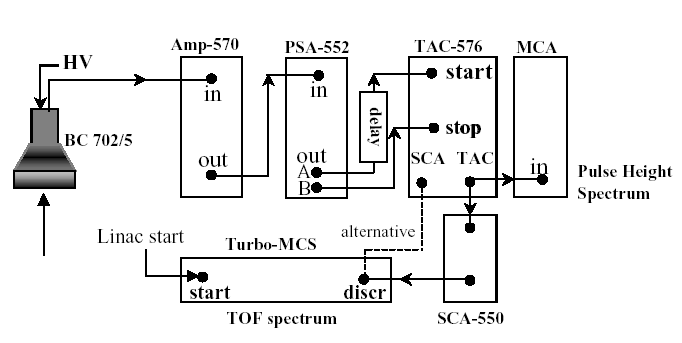 Amp-570
PSA-552
TAC-576
MCA
HV
in
in
start
delay
BC 702/5
stop
out
out
A
B
SCA TAC
in
Pulse Height
Spectrum
Linac start
Turbo-MCS
alternative
start
discr
TOF spectrum
SCA-550